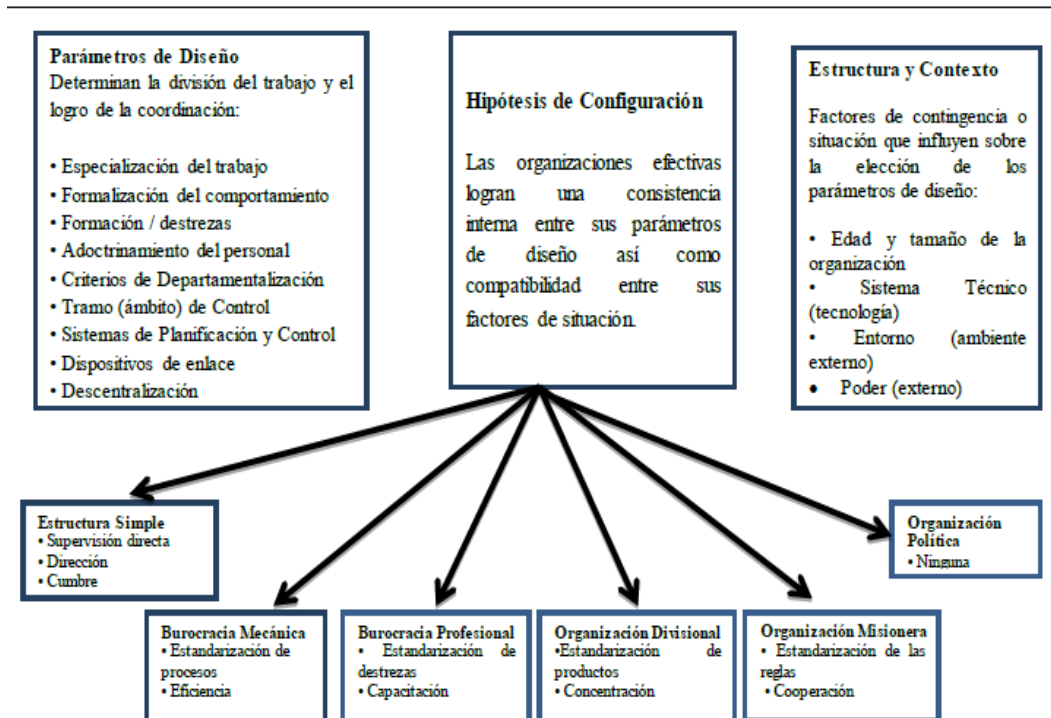 Parámetros de Diseño
Determinan la división del trabajo y el
logro de la coordinación:
• Especialización del trabajo
• Formalización del comportamiento
• Formación / destrezas
• Adoctrinamiento del personal
• Criterios de Departamentalización
• Tramo (ámbito) de Control
• Sistemas de Planificación y Control
• Dispositivos de enlace
• Descentralización
Hipótesis de Configuración
Las organizaciones efectivas
logran una consistencia
interna entre sus parámetros
de diseño así como
compatibilidad entre sus
factores de situación.
Estructura y Contexto
Factores de contingencia o
situación que influyen sobre
la elección de los
parámetros de diseño:
• Edad y tamaño de la
organización
• Sistema Técnico
(tecnología)
• Entorno (ambiente
externo)
• Poder (externo)
Estructura Simple
• Supervisión directa
• Dirección
• Cumbre
Organización
Política
• Ninguna
Burocracia Mecánica
• Estandarización de
procesos
• Eficiencia
Burocracia Profesional
• Estandarización de
destrezas
• Capacitación
Organización Divisional
•Estandarización de
productos
• Concentración
Organización Misionera
• Estandarización de las
reglas
• Cooperación